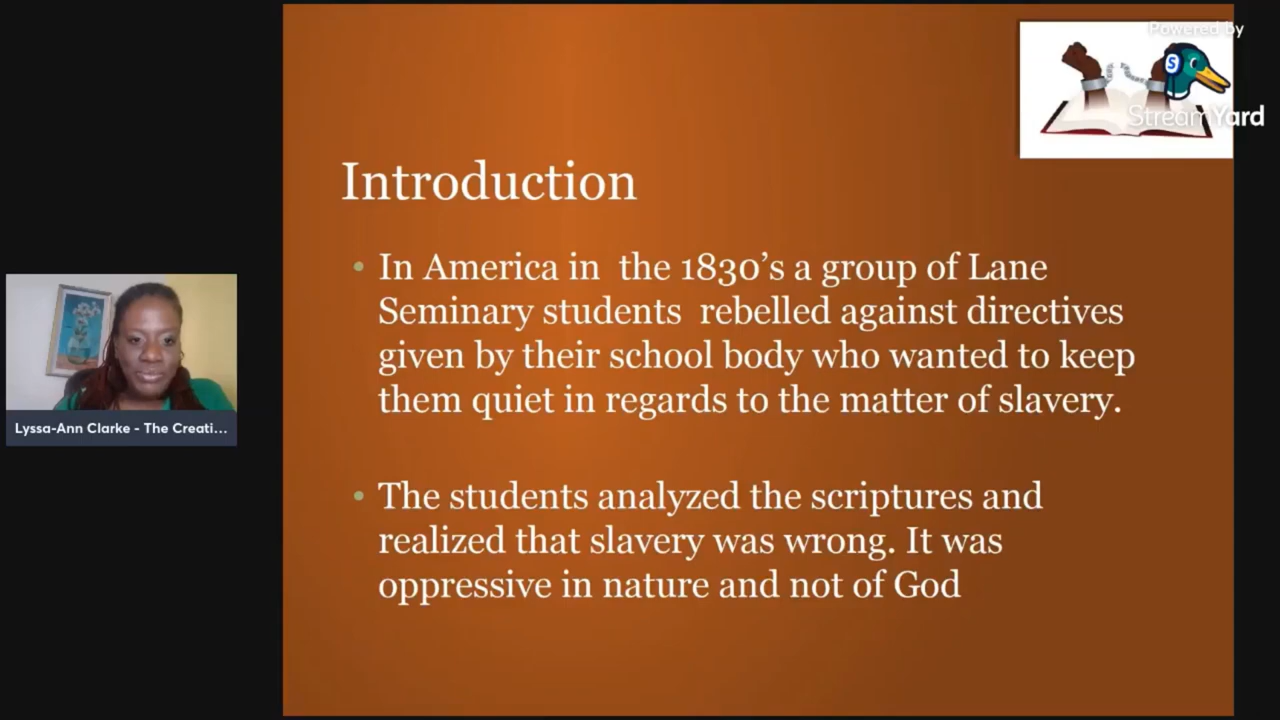 Powered by
StreamYard
Introduction
• In America in  the 1830's a group of Lane
Seminary students  rebelled against directives
given by their school body who wanted to keep
them quiet in regards to the matter of slavery.
• The students analyzed the scriptures and
realized that slavery was wrong. It was
oppressive in nature and not of God
Lyssa-Ann Clarke - The Creati...